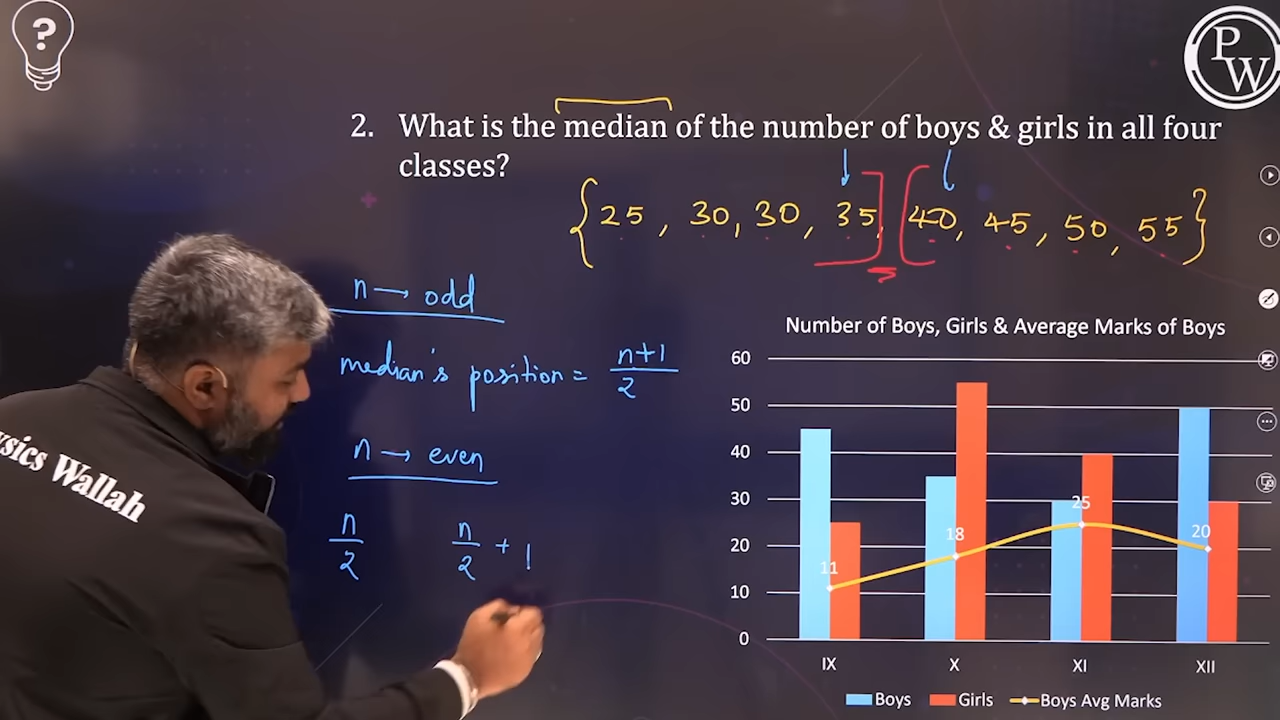 ?
PW
2. What is the median of the number of boys & girls in all four
classes?
{25, 30, 30, 35, 40, 45, 50, 55}
n → odd
median's position = n+1/2
n → even
n/2 n/2 + 1
Number of Boys, Girls & Average Marks of Boys
60
50
40
30
20
10
0
11
18
25
20
IX X XI XII
Boys Girls Boys Avg Marks
sics Wallah